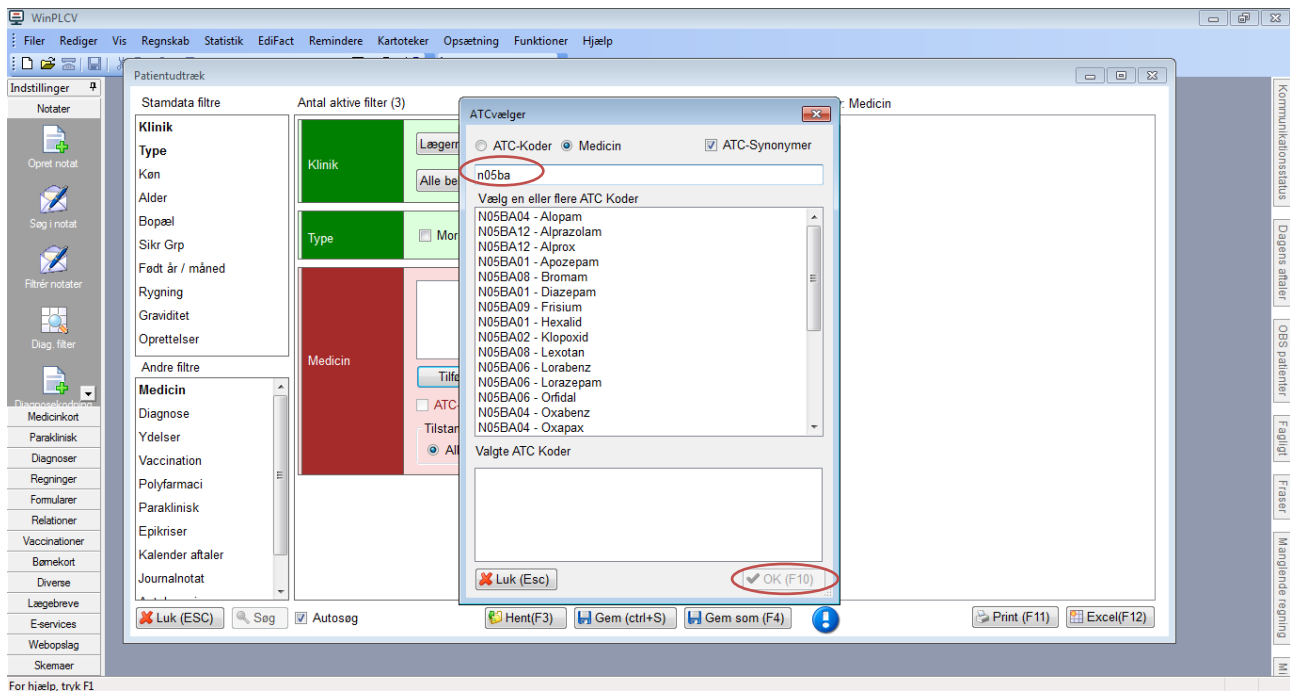 WinPLCV
Filer Rediger Vis Regnskab Statistik EdiFact Remindere Kartoteker Opsætning Funktioner Hjælp
Indstillinger
Notater
Opret notat
Søg i notat
Filtrér notater
Diag. filter
Diagnosekodning
Medicinkort
Paraklinisk
Diagnoser
Regninger
Formularer
Relationer
Vaccinationer
Børnekort
Diverse
Lægebreve
E-services
Webopslag
Skemaer
For hjælp, tryk F1
Patientudtræk
Stamdata filtre
Klinik
Type
Køn
Alder
Bopæl
Sikr Grp
Født år / måned
Rygning
Graviditet
Oprettelser
Andre filtre
Medicin
Diagnose
Ydelser
Vaccination
Polyfarmaci
Paraklinisk
Epikriser
Kalender aftaler
Journalnotat
Antal aktive filter (3)
Klinik
Lægern
Alle be
Type
Mor
Medicin
Tilfø
ATC-
Tilstan
All
: Medicin
ATCvælger
ATC-Koder Medicin ATC-Synonymer
n05ba
Vælg en eller flere ATC Koder
N05BA04 - Alopam
N05BA12 - Alprazolam
N05BA12 - Alprox
N05BA01 - Apozepam
N05BA08 - Bromam
N05BA01 - Diazepam
N05BA09 - Frisium
N05BA01 - Hexalid
N05BA02 - Klopoxid
N05BA08 - Lexotan
N05BA06 - Lorabenz
N05BA06 - Lorazepam
N05BA06 - Orfidal
N05BA04 - Oxabenz
N05BA04 - Oxapax
Valgte ATC Koder
Luk (Esc) OK (F10)
Luk (ESC) Søg Autosøg Hent(F3) Gem (ctrl+S) Gem som (F4) Print (F11) Excel(F12)
Kommunikationsstatus
Dagens aftaler
OBS patienter
Fagligt
Fraser
Manglende regning
Mi